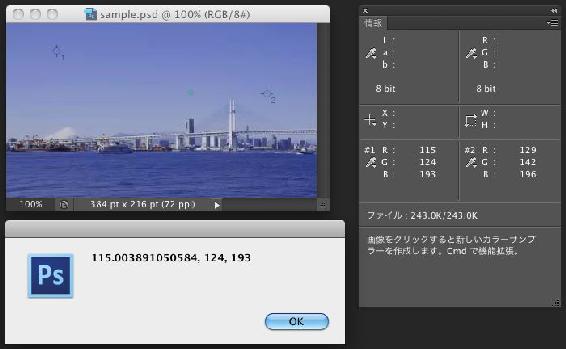 sample.psd @ 100% (RGB/8#)
1
2
100%
384 pt x 216 pt (72 ppi)
Ps
115.003891050584, 124, 193
OK
情報
L :
a :
b :
R :
G :
B :
8 bit
8 bit
X :
Y :
W :
H :
#1 R : 115
G : 124
B : 193
#2 R : 129
G : 142
B : 196
ファイル : 243.0K/243.0K
画像をクリックすると新しいカラーサンプ
ラーを作成します。Cmd で機能拡張。